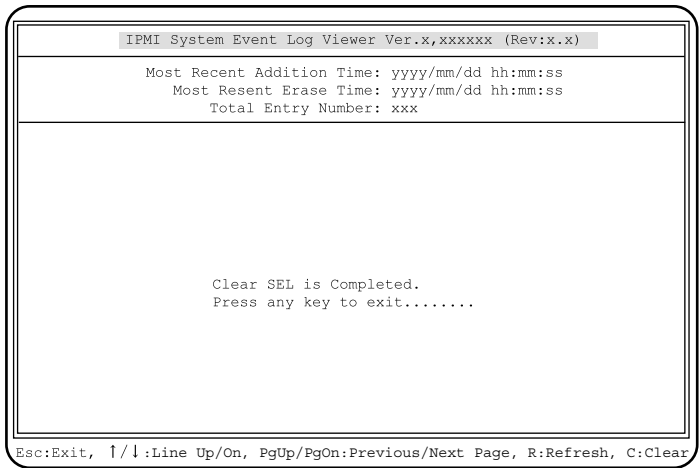 IPMI System Event Log Viewer Ver.x,xxxxxx (Rev:x.x)
Most Recent Addition Time: yyyy/mm/dd hh:mm:ss
Most Resent Erase Time: yyyy/mm/dd hh:mm:ss
Total Entry Number: xxx
Clear SEL is Completed.
Press any key to exit........
Esc:Exit, ↑/↓:Line Up/On, PgUp/PgOn:Previous/Next Page, R:Refresh, C:Clear